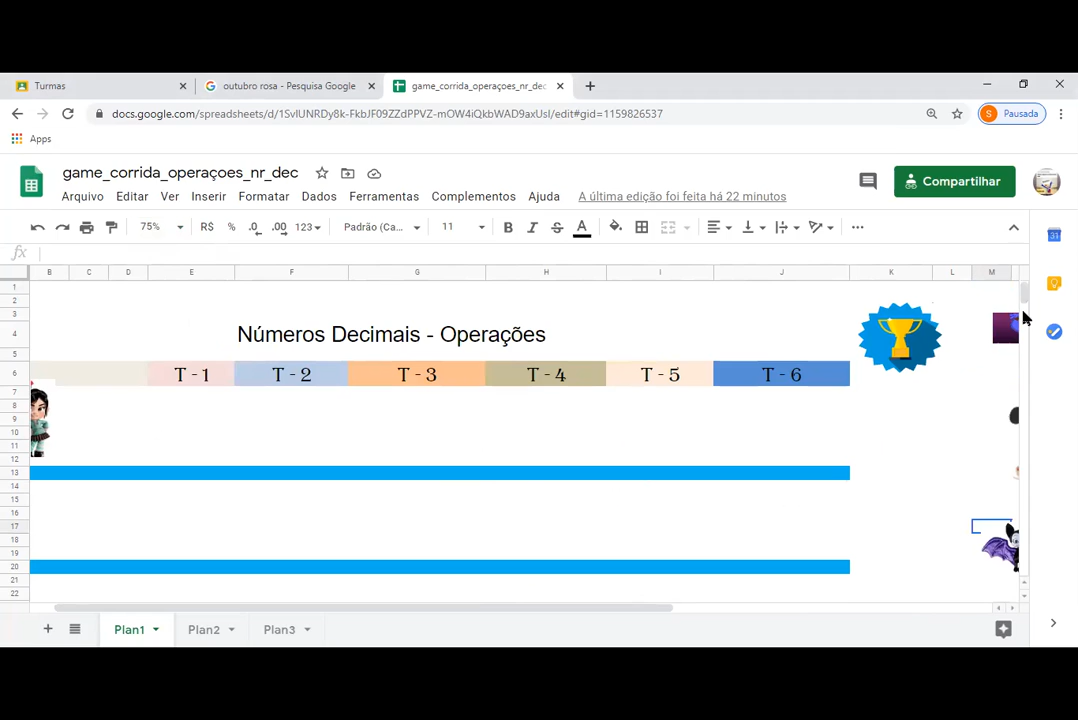 Turmas
outubro rosa - Pesquisa Google
game_corrida_operaçoes_nr_dec
docs.google.com/spreadsheets/d/1SvlUNRDy8k-FkbJF09ZZdPPVZ-mOW4iQkbWAD9axUsI/edit#gid=1159826537
S Pausada
Apps
game_corrida_operaçoes_nr_dec
Compartilhar
Arquivo Editar Ver Inserir Formatar Dados Ferramentas Complementos Ajuda A última edição foi feita há 22 minutos
75% R$ % .0 .00 123 Padrão (Ca... 11 B I S A
31
fx
B C D E F G H I J K L M
1
2
3
4 Números Decimais - Operações
5
6 T - 1 T - 2 T - 3 T - 4 T - 5 T - 6
7
8
9
10
11
12
13
14
15
16
17
18
19
20
21
22
Plan1 Plan2 Plan3